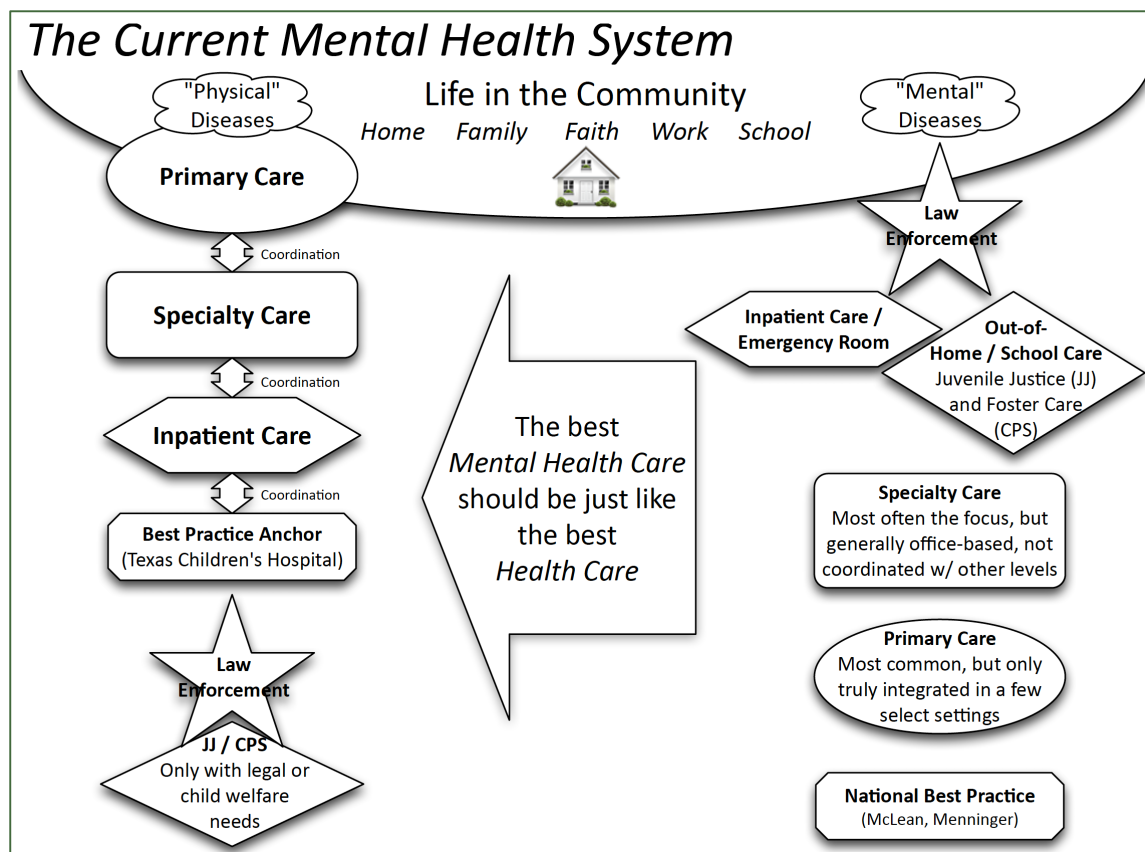 The Current Mental Health System
"Physical"
Diseases
Life in the Community
Home Family Faith Work School
"Mental"
Diseases
Primary Care
Coordination
Specialty Care
Coordination
Inpatient Care
Coordination
Best Practice Anchor
(Texas Children's Hospital)
Law
Enforcement
JJ / CPS
Only with legal or
child welfare
needs
The best
Mental Health Care
should be just like
the best
Health Care
Law
Enforcement
Inpatient Care /
Emergency Room
Out-of-
Home / School Care
Juvenile Justice (JJ)
and Foster Care
(CPS)
Specialty Care
Most often the focus, but
generally office-based, not
coordinated w/ other levels
Primary Care
Most common, but only
truly integrated in a few
select settings
National Best Practice
(McLean, Menninger)